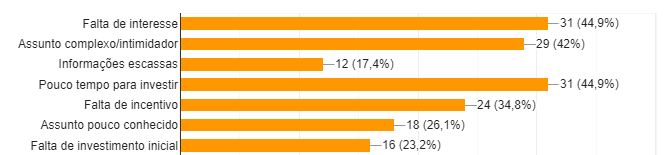 Falta de interesse 31 (44,9%)
Assunto complexo/intimidador 29 (42%)
Informações escassas 12 (17,4%)
Pouco tempo para investir 31 (44,9%)
Falta de incentivo 24 (34,8%)
Assunto pouco conhecido 18 (26,1%)
Falta de investimento inicial 16 (23,2%)